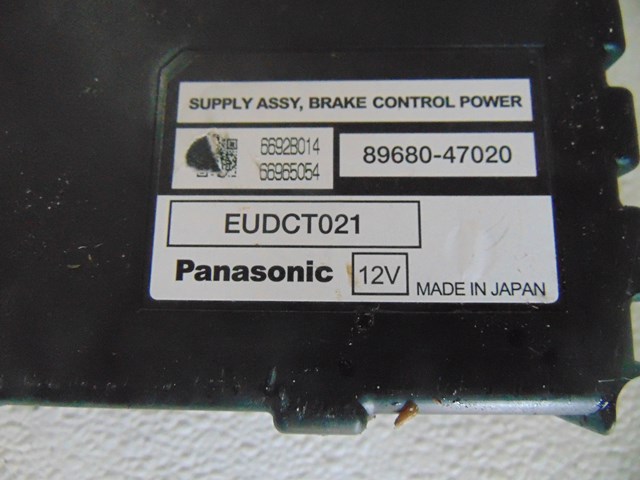 SUPPLY ASSY, BRAKE CONTROL POWER
6692B014
66965054
89680-47020
EUDCT021
Panasonic 12V MADE IN JAPAN